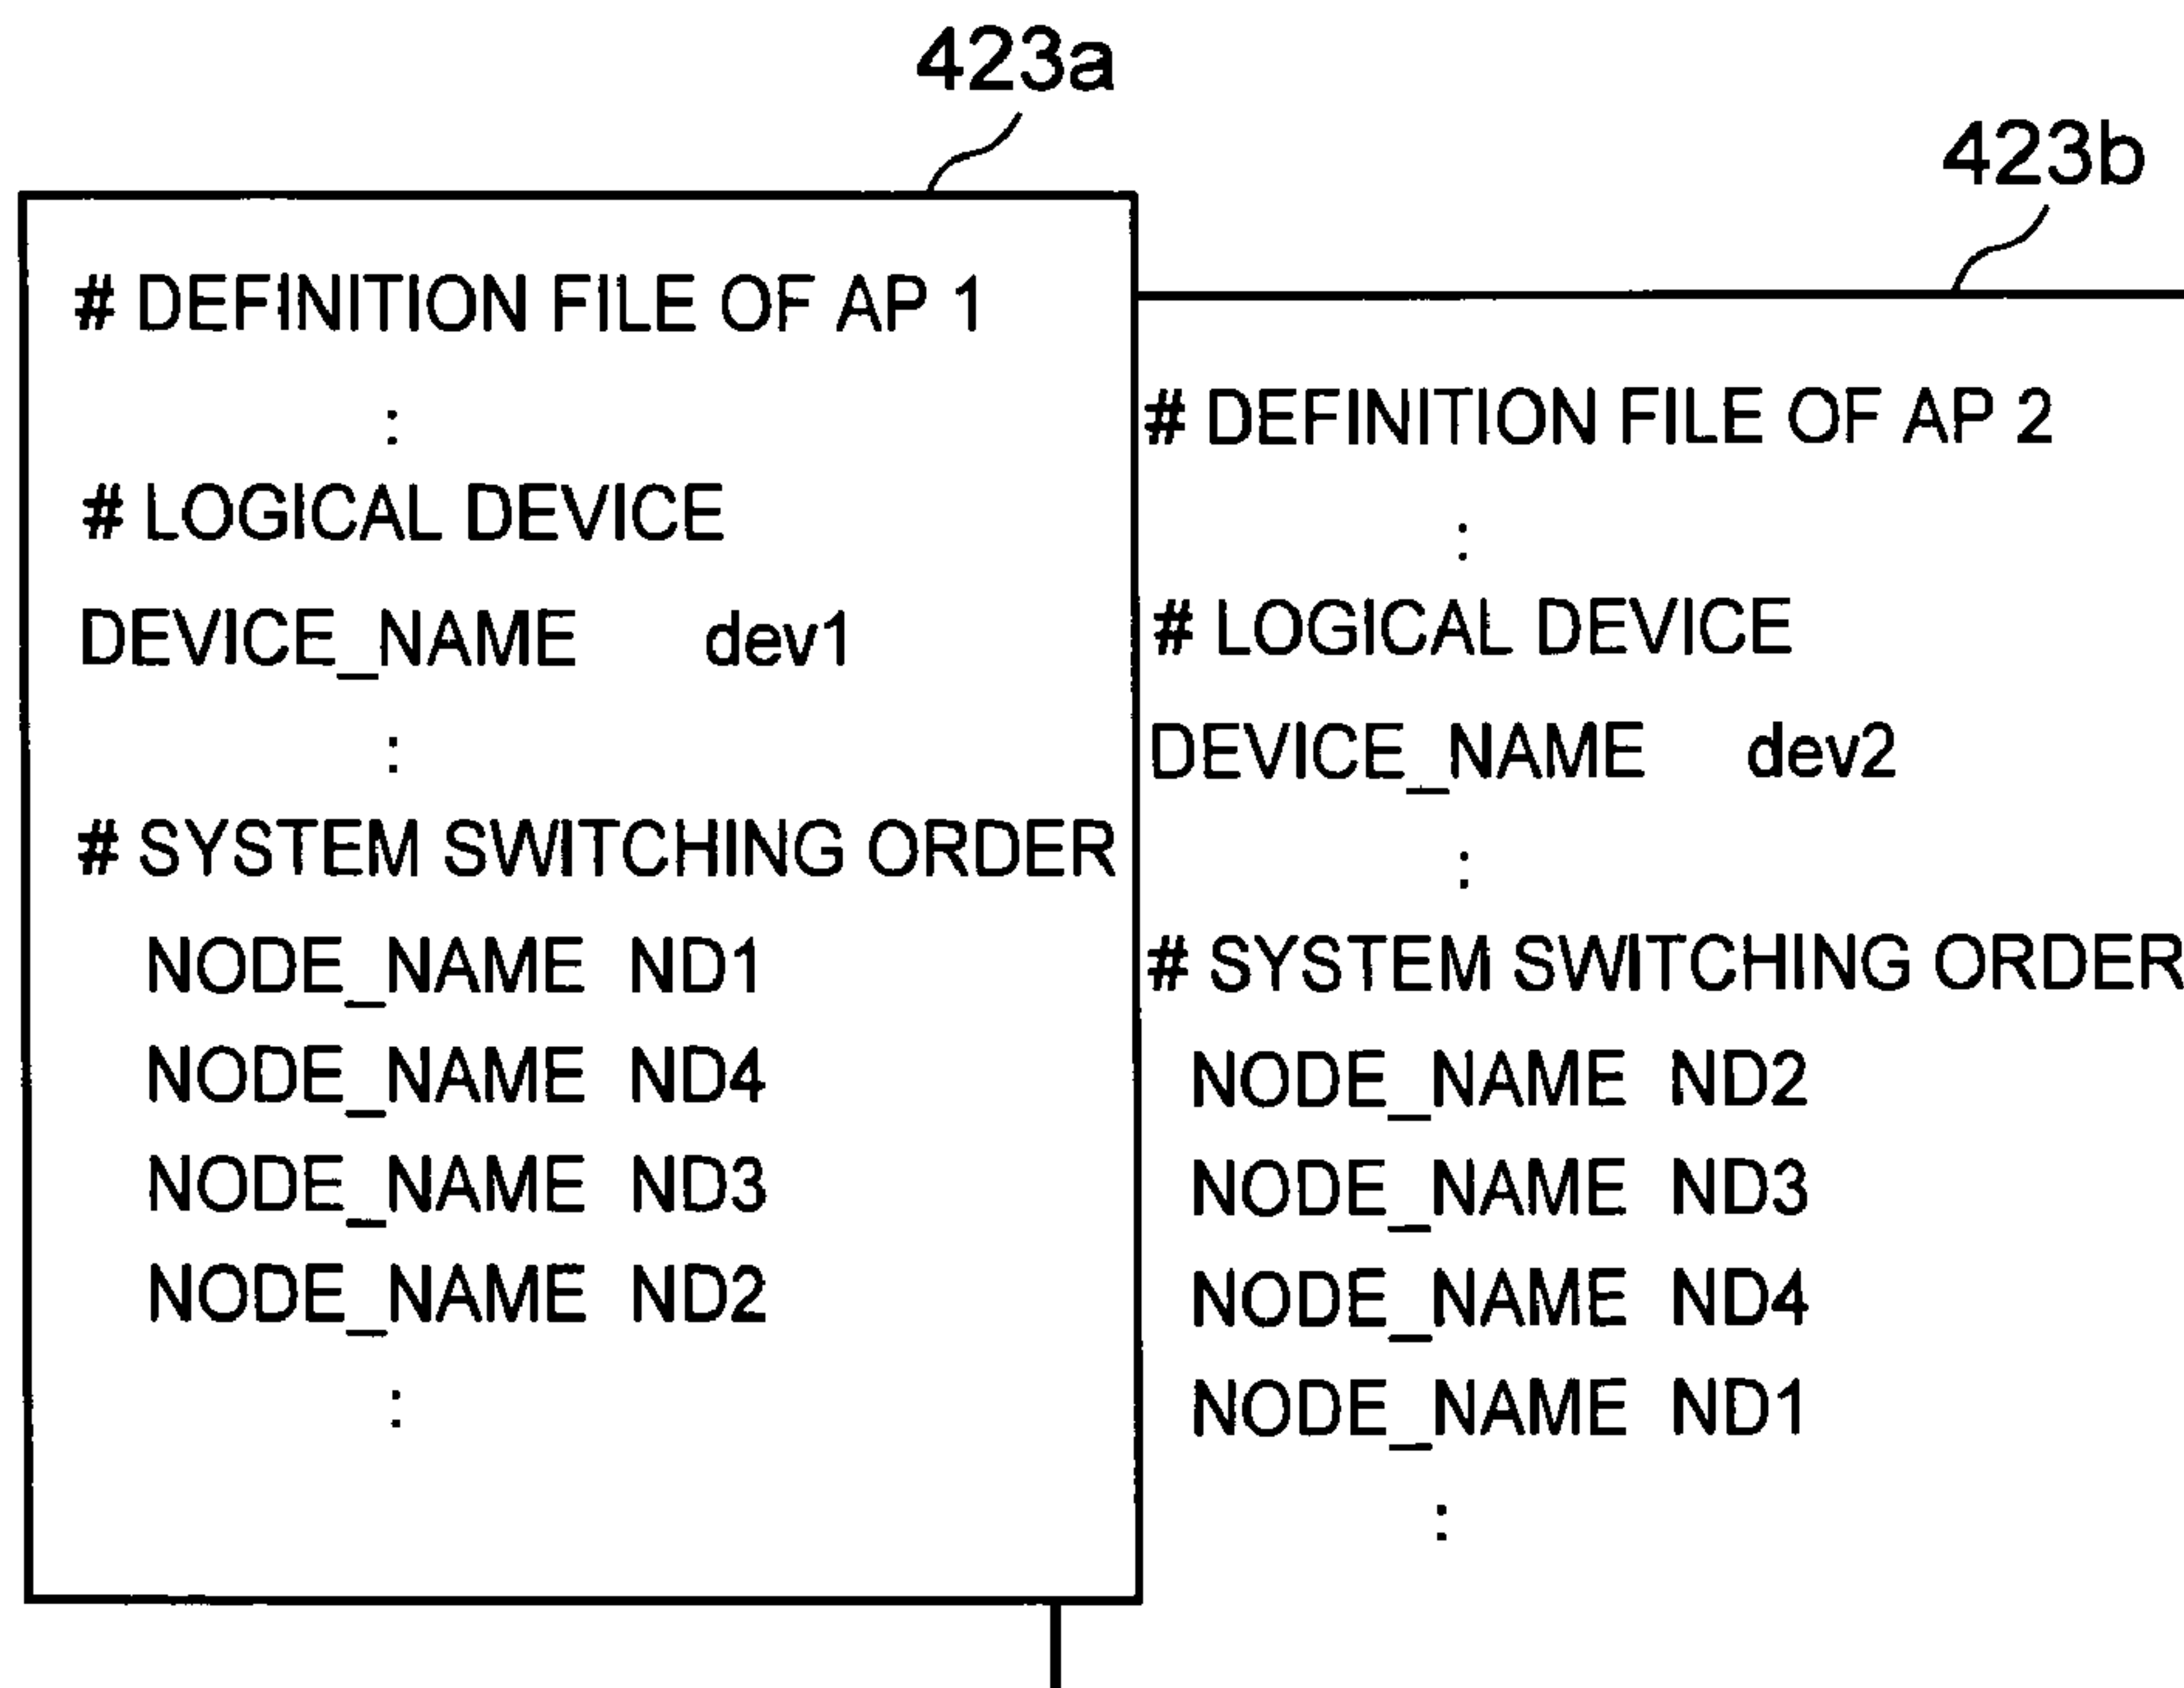 423a
# DEFINITION FILE OF AP 1
:
# LOGICAL DEVICE
DEVICE_NAME dev1
:
# SYSTEM SWITCHING ORDER
NODE_NAME ND1
NODE_NAME ND4
NODE_NAME ND3
NODE_NAME ND2
:
423b
# DEFINITION FILE OF AP 2
:
# LOGICAL DEVICE
DEVICE_NAME dev2
:
# SYSTEM SWITCHING ORDER
NODE_NAME ND2
NODE_NAME ND3
NODE_NAME ND4
NODE_NAME ND1
: